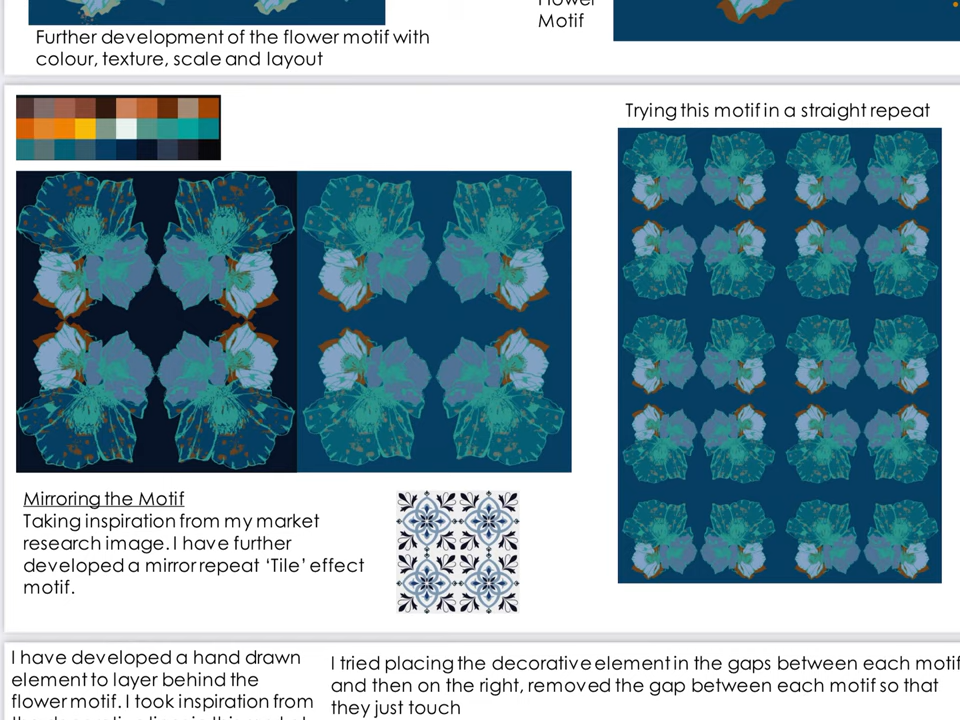 Flower
Motif
Further development of the flower motif with
colour, texture, scale and layout
Trying this motif in a straight repeat
Mirroring the Motif
Taking inspiration from my market
research image. I have further
developed a mirror repeat ‘Tile’ effect
motif.
I have developed a hand drawn
element to layer behind the
flower motif. I took inspiration from
I tried placing the decorative element in the gaps between each motif
and then on the right, removed the gap between each motif so that
they just touch